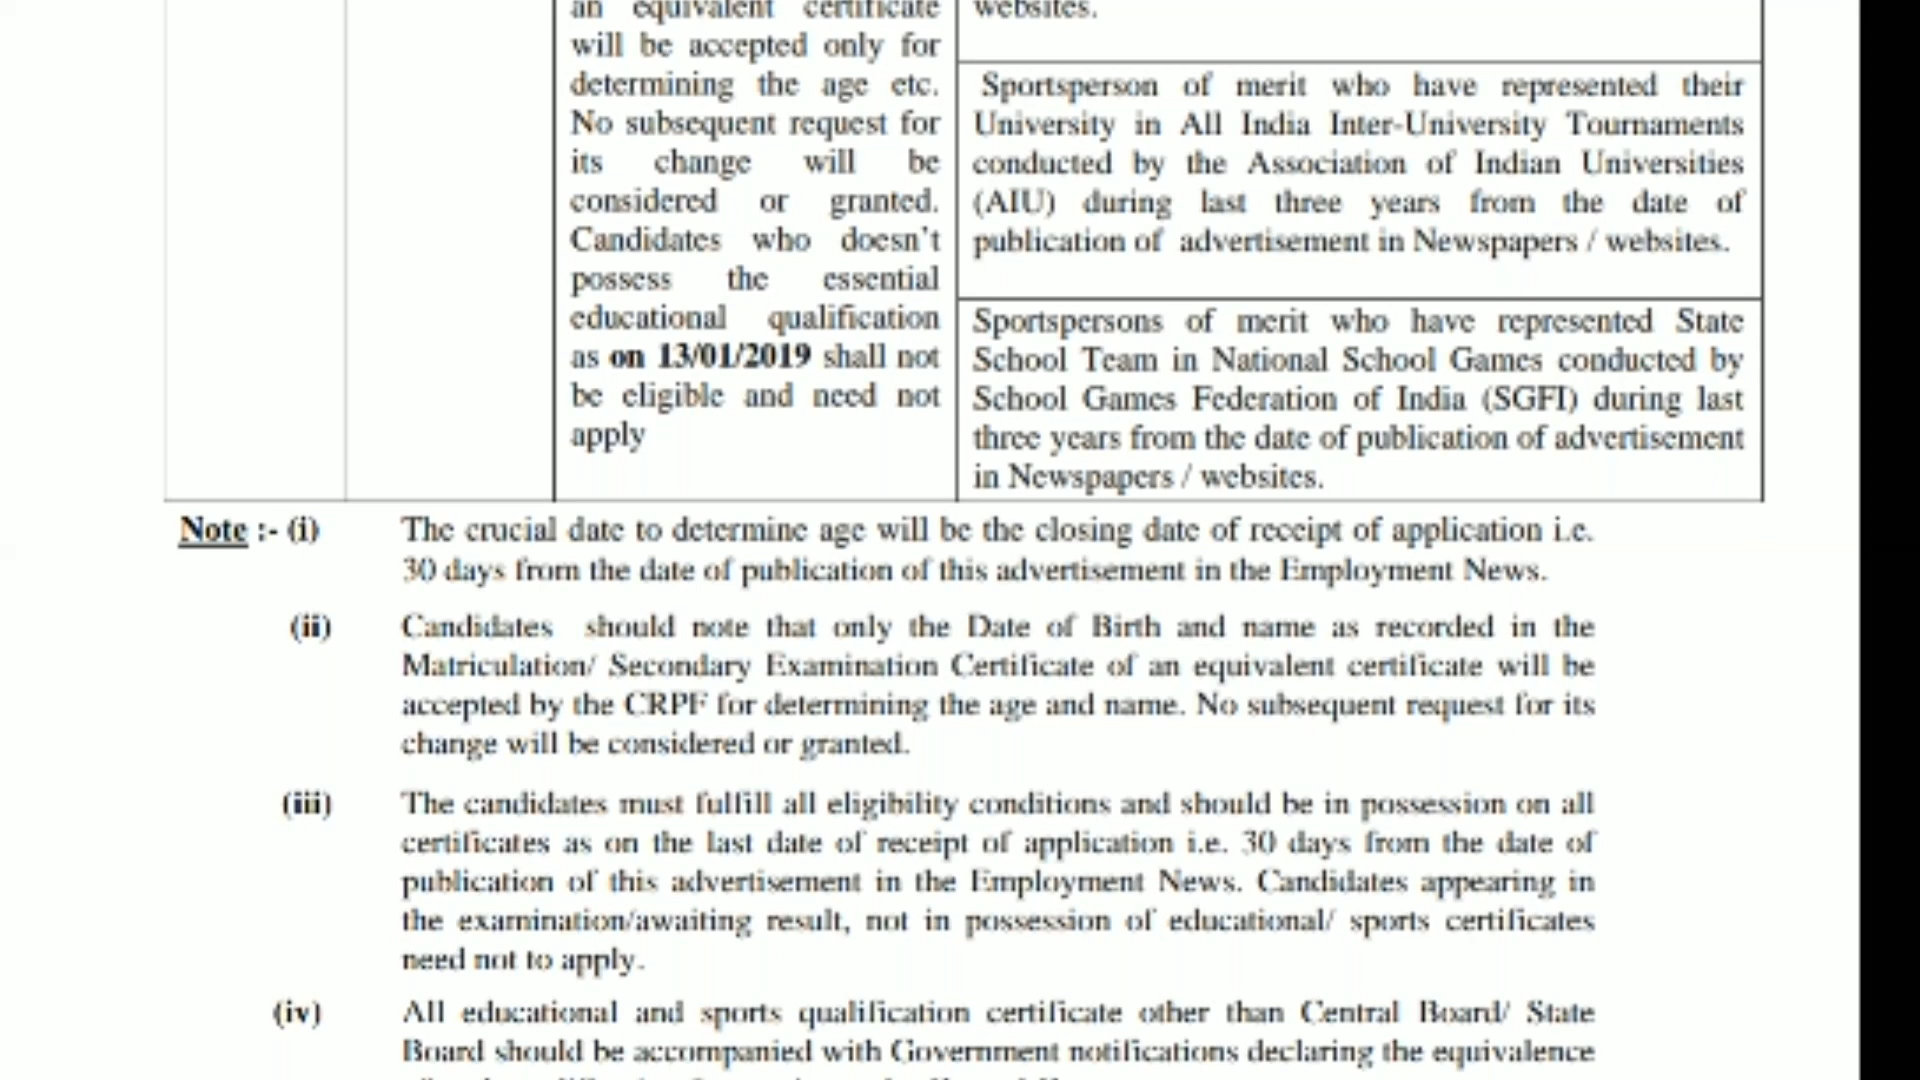 an equivalent certificate
will be accepted only for
determining the age etc.
No subsequent request for
its change will be
considered or granted.
Candidates who doesn't
possess the essential
educational qualification
as on 13/01/2019 shall not
be eligible and need not
apply
websites.
Sportsperson of merit who have represented their
University in All India Inter-University Tournaments
conducted by the Association of Indian Universities
(AIU) during last three years from the date of
publication of advertisement in Newspapers / websites.
Sportspersons of merit who have represented State
School Team in National School Games conducted by
School Games Federation of India (SGFI) during last
three years from the date of publication of advertisement
in Newspapers / websites.
Note :- (i) The crucial date to determine age will be the closing date of receipt of application i.e.
30 days from the date of publication of this advertisement in the Employment News.
(ii) Candidates should note that only the Date of Birth and name as recorded in the
Matriculation/ Secondary Examination Certificate of an equivalent certificate will be
accepted by the CRPF for determining the age and name. No subsequent request for its
change will be considered or granted.
(iii) The candidates must fulfill all eligibility conditions and should be in possession on all
certificates as on the last date of receipt of application i.e. 30 days from the date of
publication of this advertisement in the Employment News. Candidates appearing in
the examination/awaiting result, not in possession of educational/ sports certificates
need not to apply.
(iv) All educational and sports qualification certificate other than Central Board/ State
Board should be accompanied with Government notifications declaring the equivalence